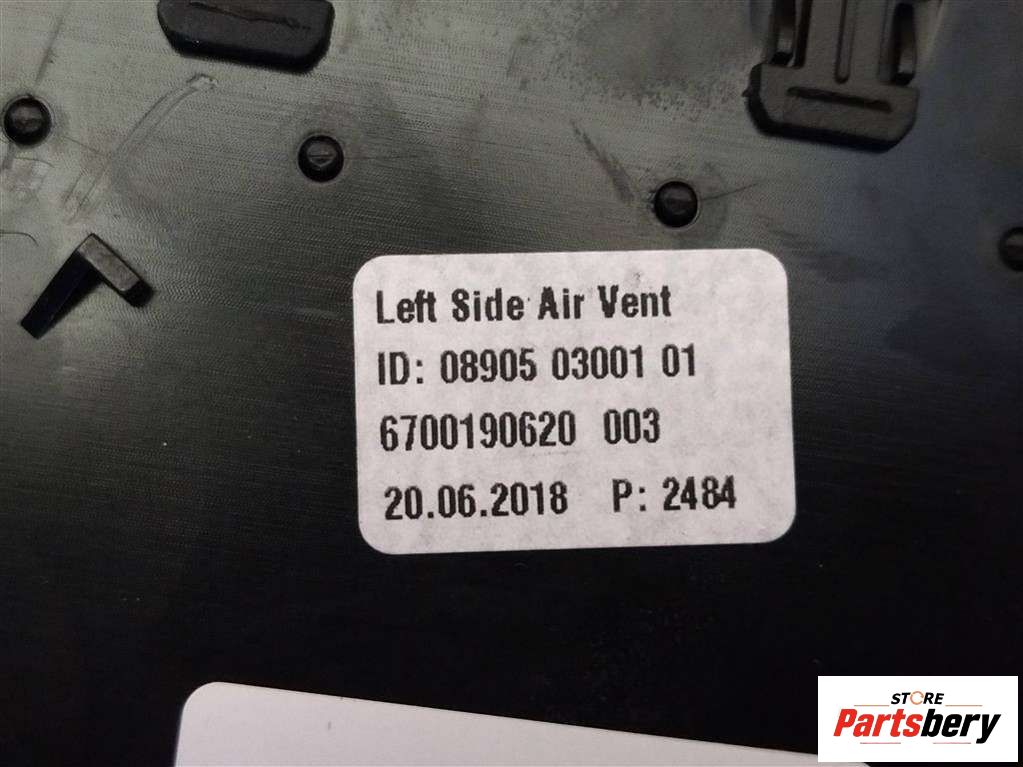 Left Side Air Vent
ID: 08905 03001 01
6700190620 003
20.06.2018 P: 2484
STORE
Partsbery